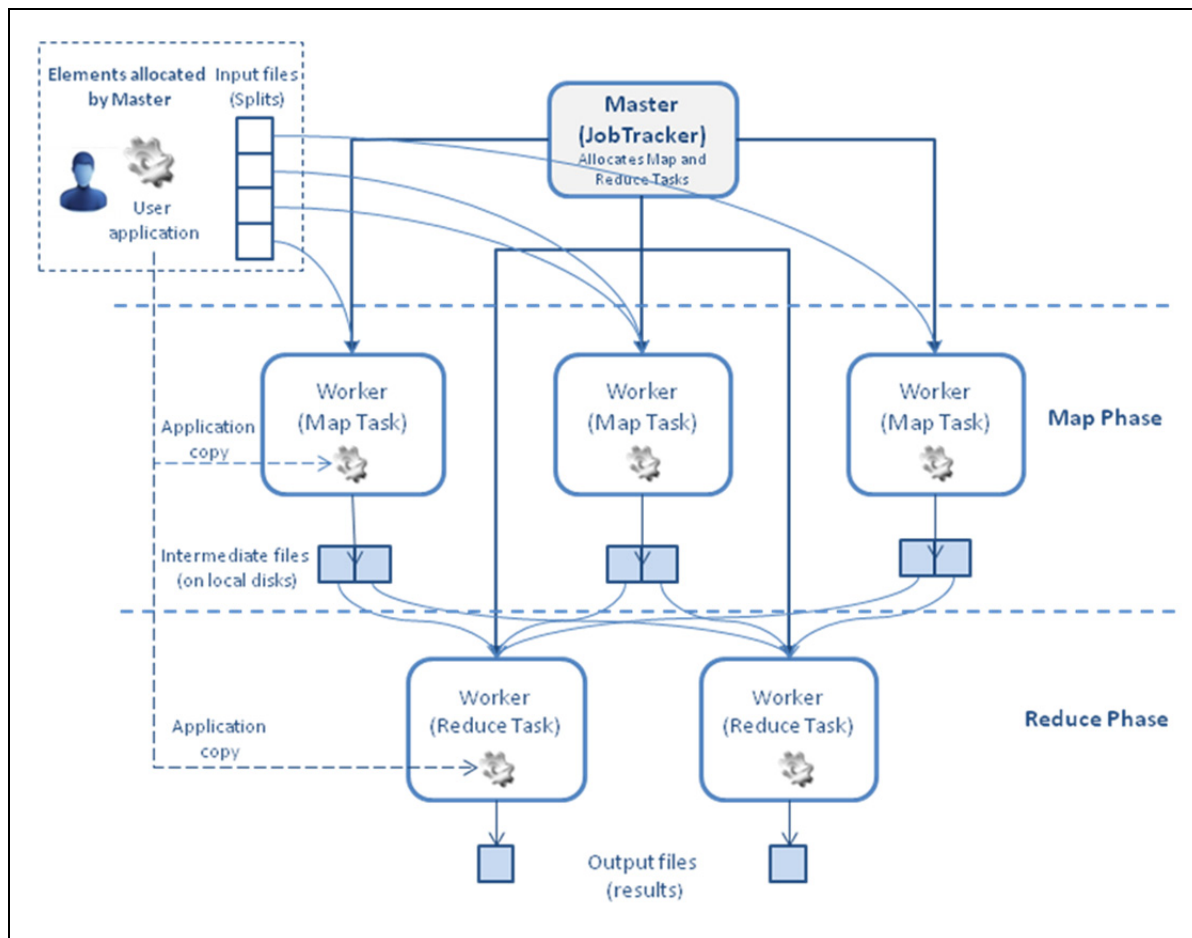 Elements allocated
by Master
Input files
(Splits)
User
application
Master
(JobTracker)
Allocates Map and
Reduce Tasks
Worker
(Map Task)
Worker
(Map Task)
Worker
(Map Task)
Map Phase
Application
copy
Intermediate files
(on local disks)
Worker
(Reduce Task)
Worker
(Reduce Task)
Reduce Phase
Application
copy
Output files
(results)